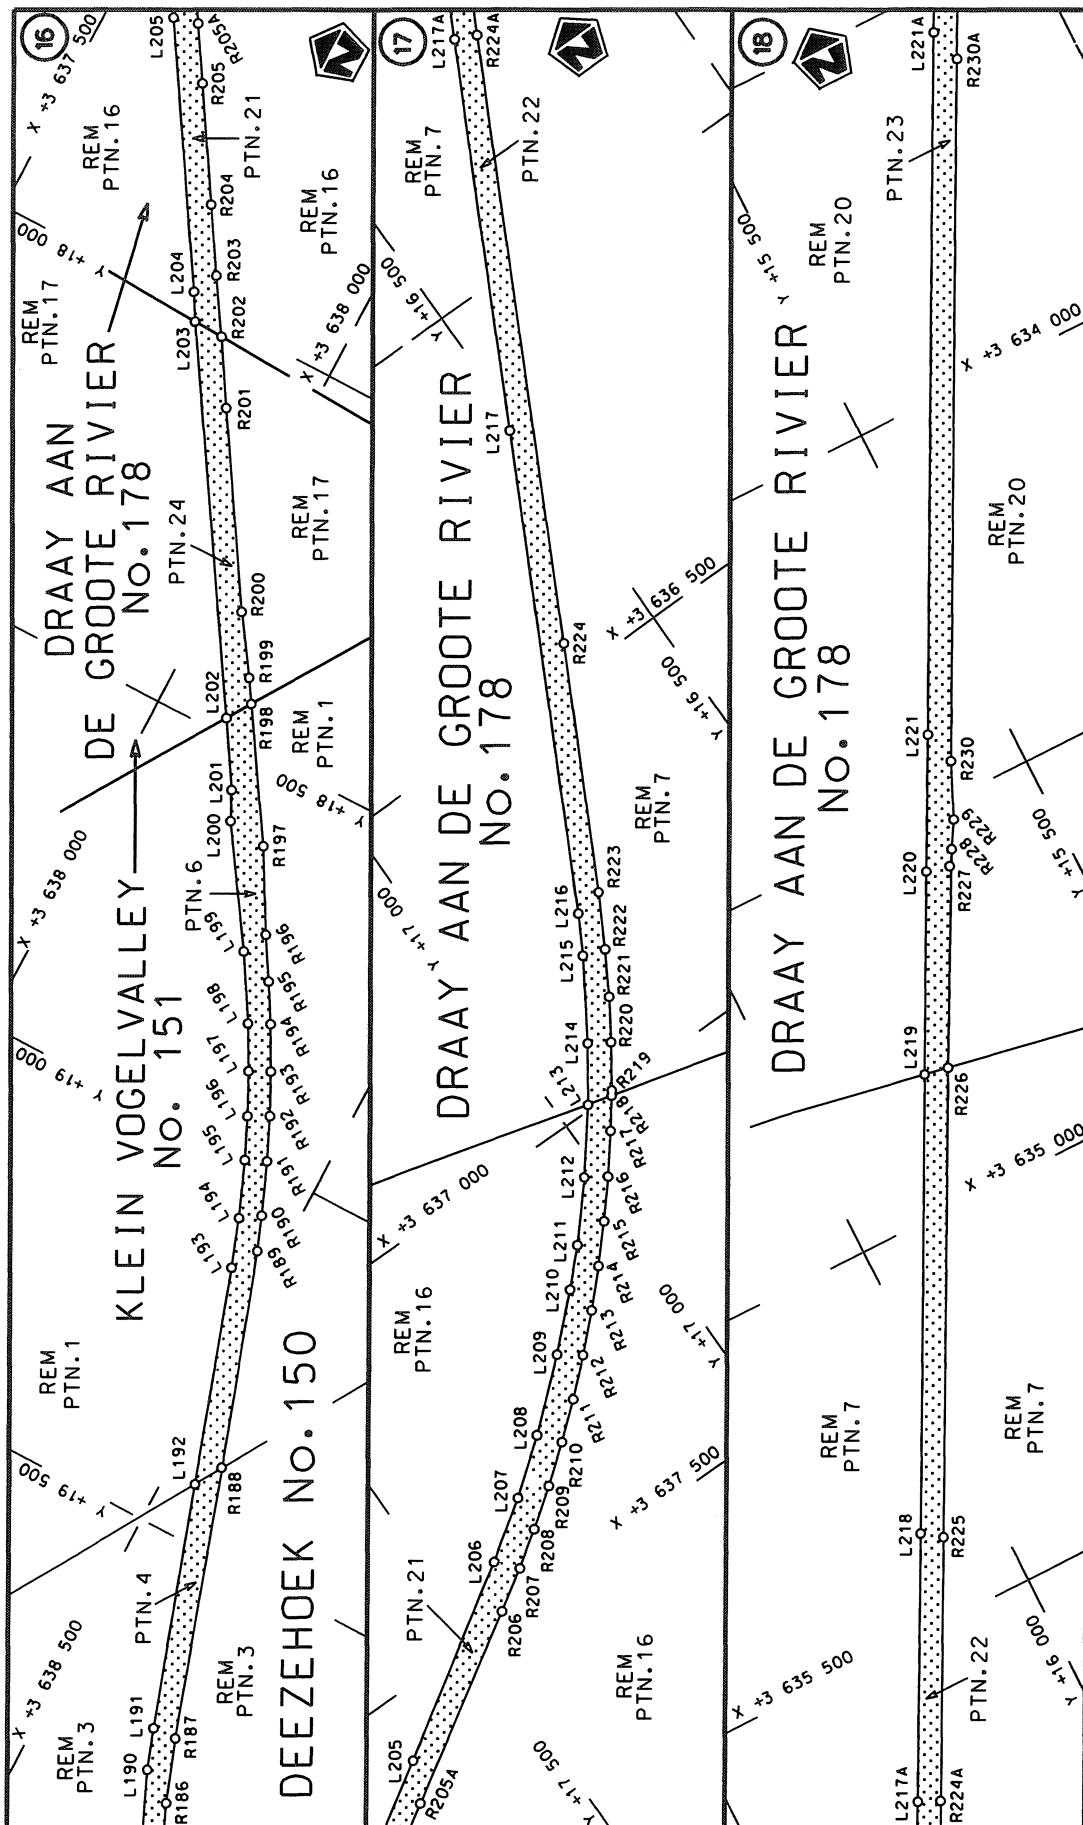 16
X +3 638 500
REM
PTN.3
L190
L191
R186
R187
PTN.4
REM
PTN.3
DEEZEHOEK No.150
Y +19 500
L192
R188
REM
PTN.1
KLEIN VOGELVALLEY
No. 151
L193
L194
L195
L196
L197
L198
L199
R189
R190
R191
R192
R193
R194
R195
R196
Y +19 000
X +3 638 000
PTN.6
L200
L201
L202
R197
R198
R199
R200
Y +18 500
REM
PTN.1
DRAAY AAN
DE GROOTE RIVIER
No.178
PTN.24
REM
PTN.17
R201
R202
R203
R204
L203
L204
REM
PTN.17
Y +18 000
X +3 638 000
REM
PTN.16
REM
PTN.16
PTN.21
R205
R205A
L205
X +3 637 500
N
17
L205
R205A
PTN.21
Y +17 500
L206
L207
L208
L209
L210
L211
L212
L213
L214
L215
L216
R206
R207
R208
R209
R210
R211
R212
R213
R214
R215
R216
R217
R218
R219
R220
R221
R222
R223
REM
PTN.16
REM
PTN.16
X +3 637 500
Y +17 000
X +3 637 000
Y +17 000
DRAAY AAN DE GROOTE RIVIER
No.178
REM
PTN.7
Y +16 500
X +3 636 500
R224
L217
Y +16 500
REM
PTN.7
PTN.22
L217A
R224A
N
18
L217A
R224A
PTN.22
X +3 635 500
Y +16 000
L218
R225
REM
PTN.7
REM
PTN.7
X +3 635 000
L219
R226
DRAAY AAN DE GROOTE RIVIER
No.178
L220
L221
R227
R228
R229
R230
Y +15 500
REM
PTN.20
REM
PTN.20
X +3 634 000
Y +15 500
PTN.23
L221A
R230A
N